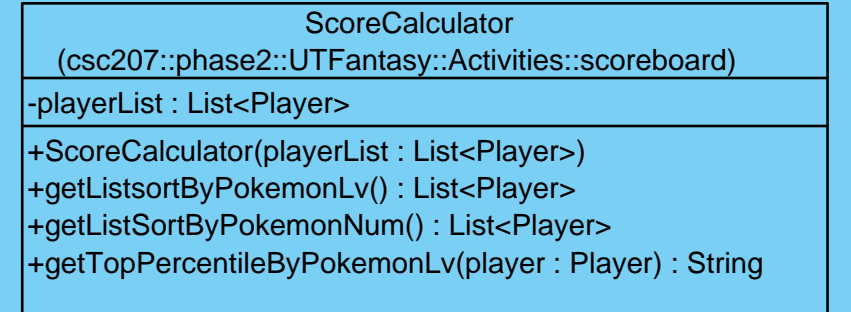 ScoreCalculator
(csc207::phase2::UTFantasy::Activities::scoreboard)
-playerList : List<Player>
+ScoreCalculator(playerList : List<Player>)
+getListsortByPokemonLv() : List<Player>
+getListSortByPokemonNum() : List<Player>
+getTopPercentileByPokemonLv(player : Player) : String